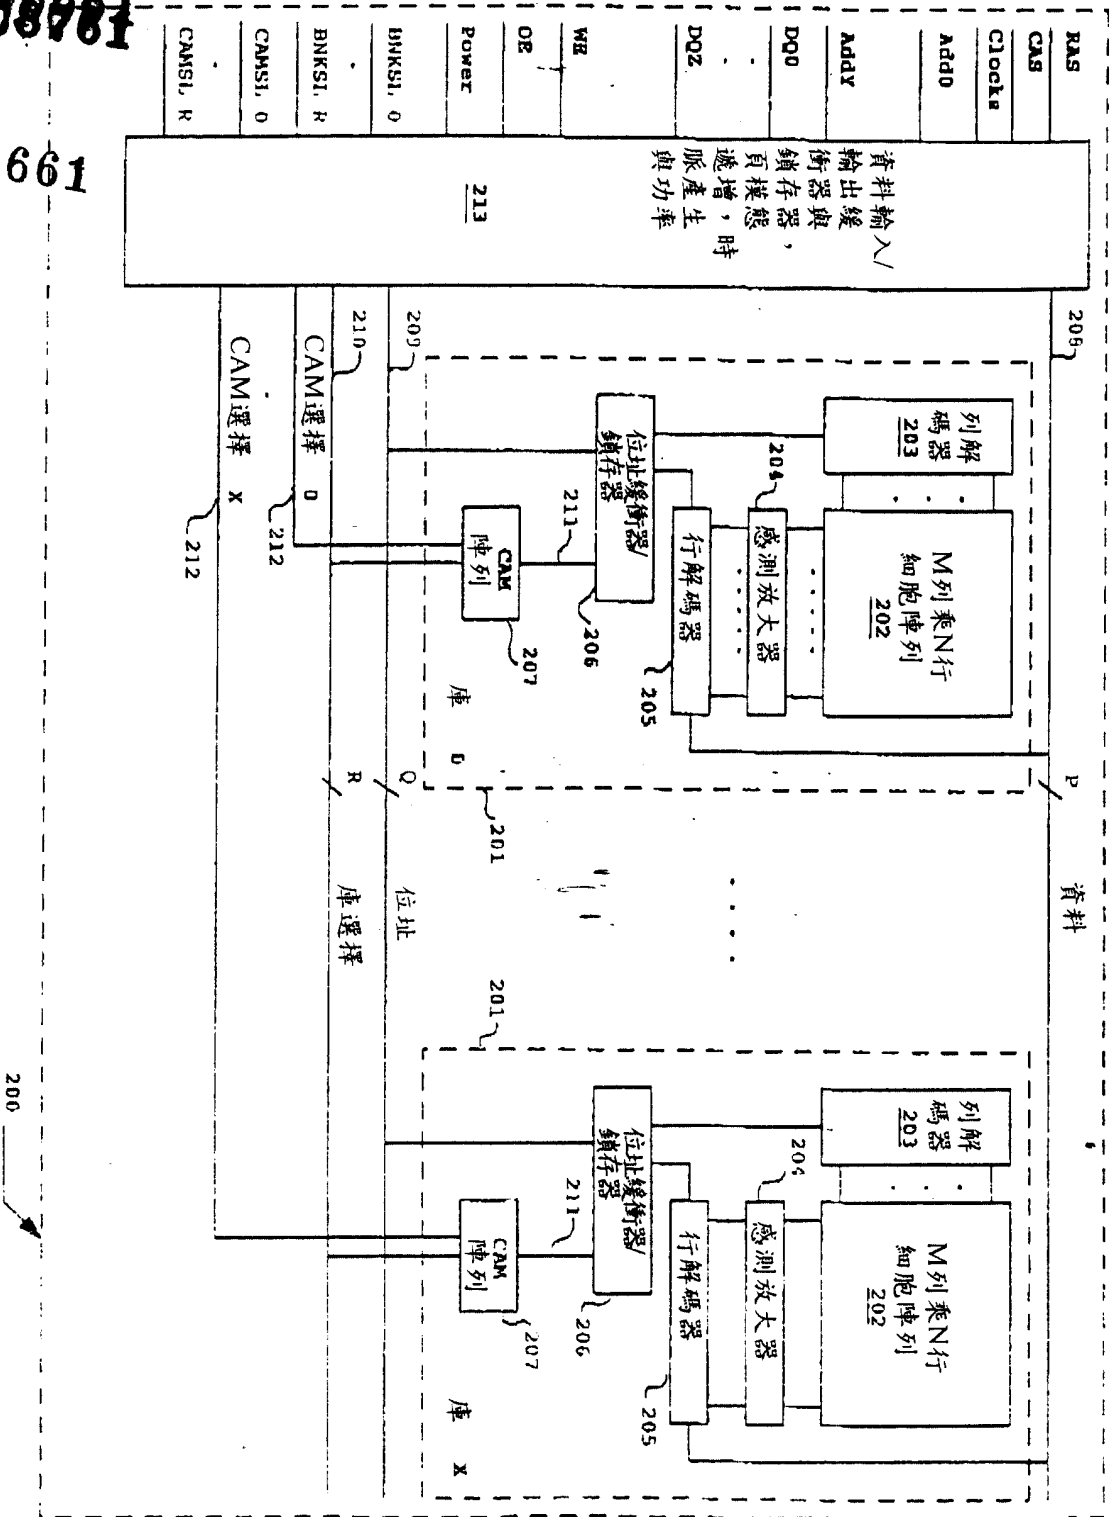 661
RAS
CAS
Clocks
Add0
AddY
DQ0
DQZ
WE
OE
Power
BNKSL 0
BNKSL R
CAMSL 0
CAMSL R
資料輸入/
輸出緩
衝器與
鎖存器，
頁模態
遞增，時
脈產生
與功率
213
208
209
210
CAM選擇 0
212
CAM選擇 X
212
列解
碼器
203
M列乘N行
細胞陣列
202
204
感測放大器
行解碼器
205
位址緩衝器/
鎖存器
206
211
CAM
陣列
207
庫 0
201
P
資料
Q
位址
R
庫選擇
201
列解
碼器
203
M列乘N行
細胞陣列
202
204
感測放大器
行解碼器
205
位址緩衝器/
鎖存器
206
211
CAM
陣列
207
庫 X
200